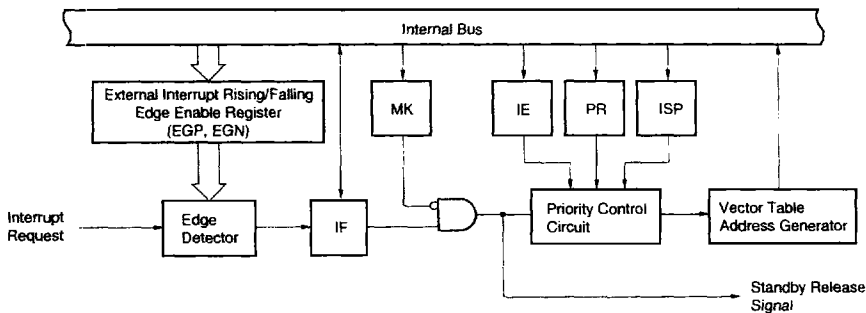 Internal Bus
External Interrupt Rising/Falling
Edge Enable Register
(EGP, EGN)
MK
IE
PR
ISP
Interrupt
Request
Edge
Detector
IF
Priority Control
Circuit
Vector Table
Address Generator
Standby Release
Signal